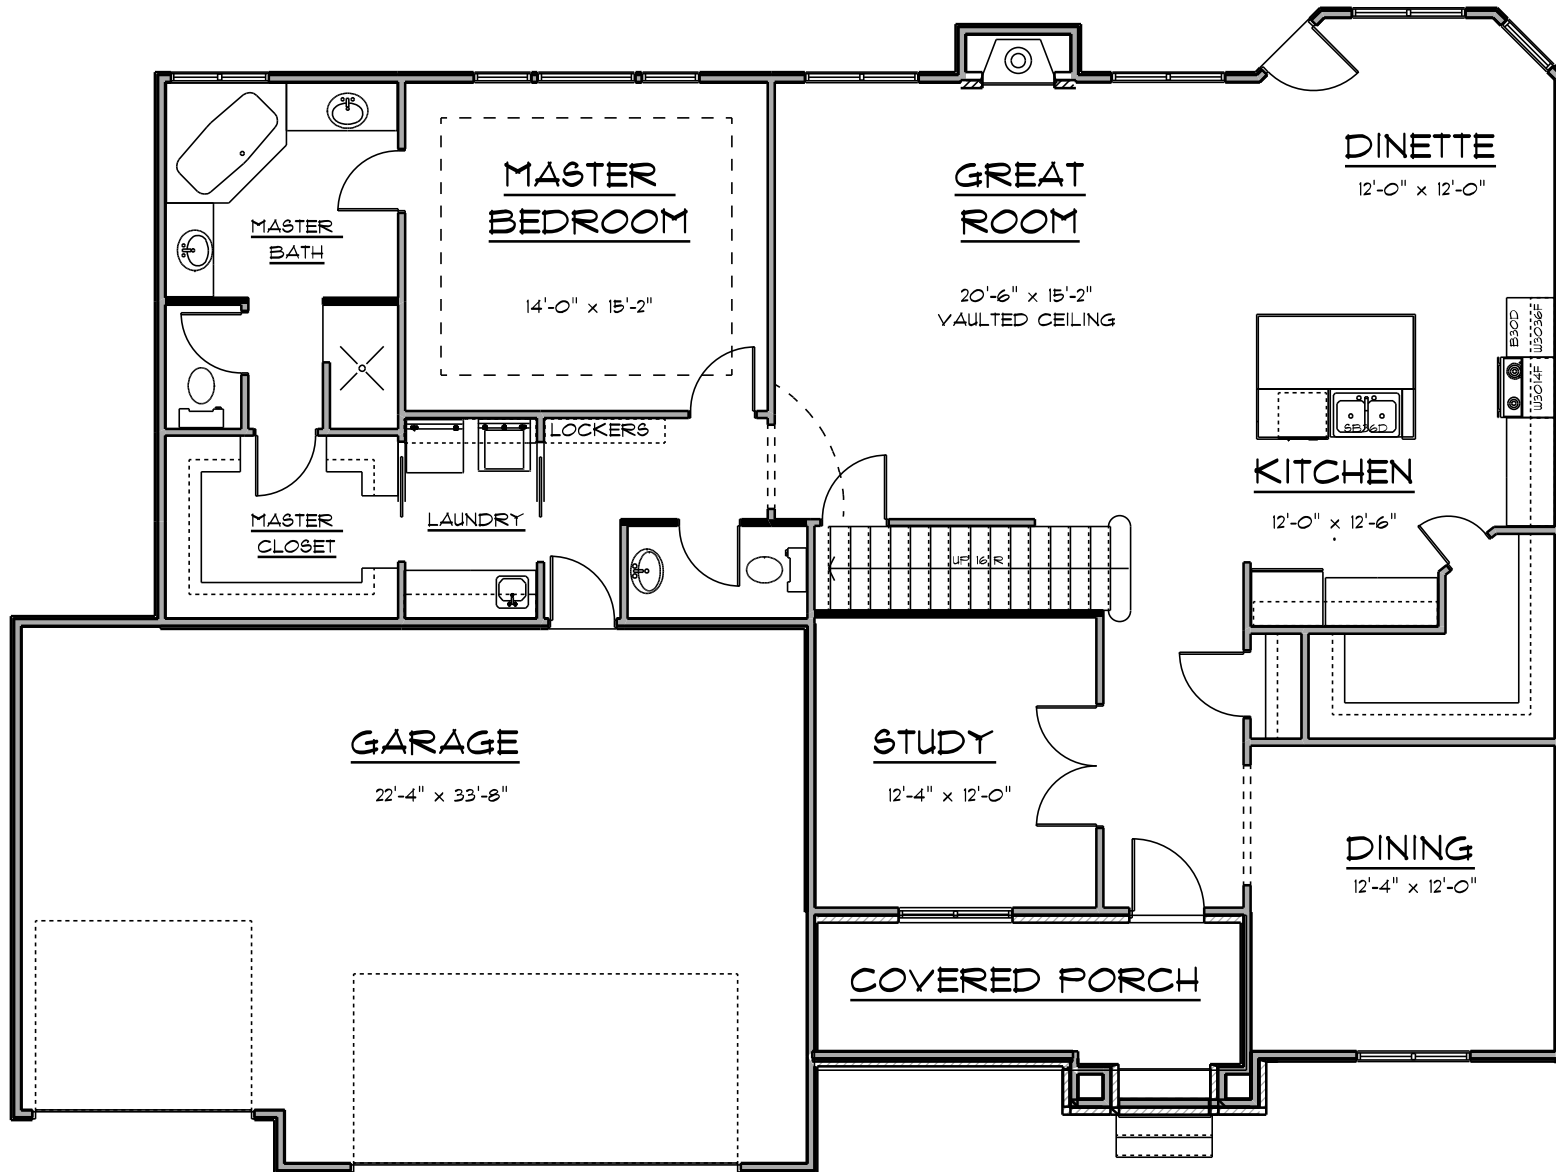 MASTER
BEDROOM
14'-0" x 15'-2"
GREAT
ROOM
20'-6" x 15'-2"
VAULTED CEILING
DINETTE
12'-0" x 12'-0"
MASTER
BATH
B30D
W3036F
W3014F
SB36D
LOCKERS
KITCHEN
12'-0" x 12'-6"
MASTER
CLOSET
LAUNDRY
UP 16 R
GARAGE
22'-4" x 33'-8"
STUDY
12'-4" x 12'-0"
DINING
12'-4" x 12'-0"
COVERED PORCH